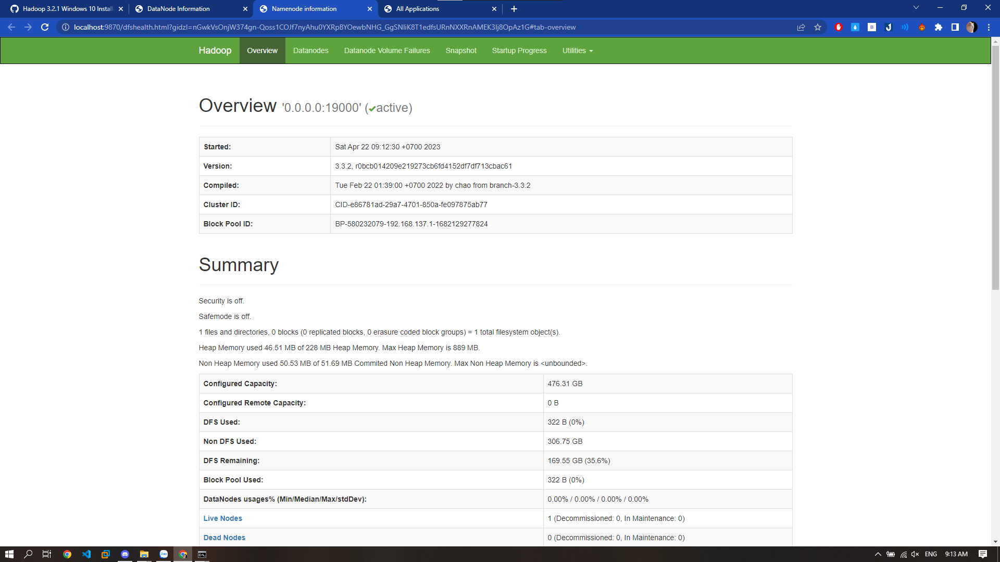 Hadoop 3.2.1 Windows 10 Install
DataNode Information
Namenode information
All Applications
localhost:9870/dfshealth.html?gidzl=nGwkVsOnjW374gn-Qoss1COJf7nyAhu0YXRpBYOewbNHG_GgSNIiK8T1edfsURnNXXRnAMEK3Ij8OpAz1G#tab-overview
Hadoop
Overview
Datanodes
Datanode Volume Failures
Snapshot
Startup Progress
Utilities
Overview '0.0.0.0:19000' (✔active)
Started: Sat Apr 22 09:12:30 +0700 2023
Version: 3.3.2, r0bcb014209e219273cb6fd4152df7df713cbac61
Compiled: Tue Feb 22 01:39:00 +0700 2022 by chao from branch-3.3.2
Cluster ID: CID-e86781ad-29a7-4701-850a-fe097875ab77
Block Pool ID: BP-580232079-192.168.137.1-1682129277824
Summary
Security is off.
Safemode is off.
1 files and directories, 0 blocks (0 replicated blocks, 0 erasure coded block groups) = 1 total filesystem object(s).
Heap Memory used 46.51 MB of 228 MB Heap Memory. Max Heap Memory is 889 MB.
Non Heap Memory used 50.53 MB of 51.69 MB Commited Non Heap Memory. Max Non Heap Memory is <unbounded>.
Configured Capacity: 476.31 GB
Configured Remote Capacity: 0 B
DFS Used: 322 B (0%)
Non DFS Used: 306.75 GB
DFS Remaining: 169.55 GB (35.6%)
Block Pool Used: 322 B (0%)
DataNodes usages% (Min/Median/Max/stdDev): 0.00% / 0.00% / 0.00% / 0.00%
Live Nodes 1 (Decommissioned: 0, In Maintenance: 0)
Dead Nodes 0 (Decommissioned: 0, In Maintenance: 0)
Zalo
ENG
9:13 AM